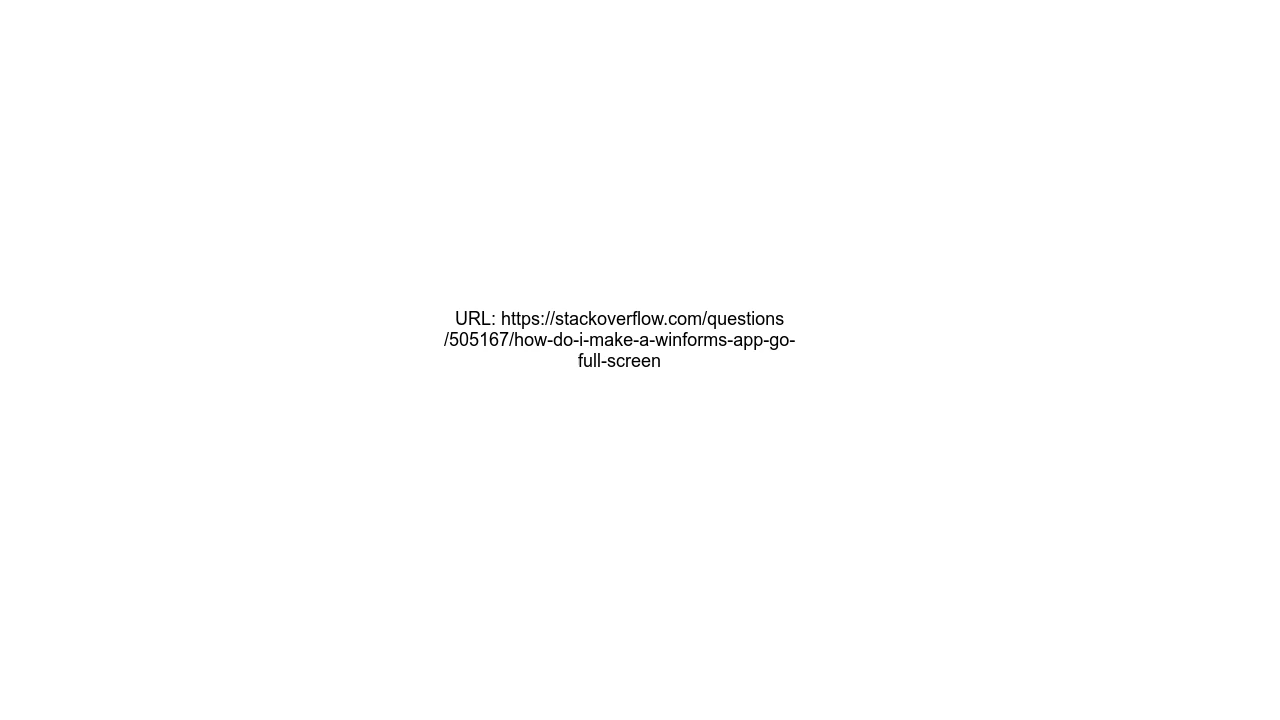 URL: https://stackoverflow.com/questions
/505167/how-do-i-make-a-winforms-app-go-
full-screen